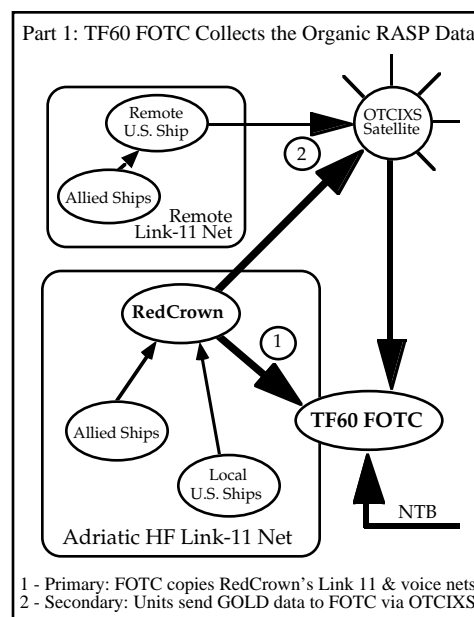 Part 1: TF60 FOTC Collects the Organic RASP Data
Remote
U.S. Ship
OTCIXS
Satellite
2
Allied Ships
Remote
Link-11 Net
RedCrown
1
TF60 FOTC
Allied Ships
Local
U.S. Ships
NTB
Adriatic HF Link-11 Net
1 - Primary: FOTC copies RedCrown's Link 11 & voice nets
2 - Secondary: Units send GOLD data to FOTC via OTCIXS